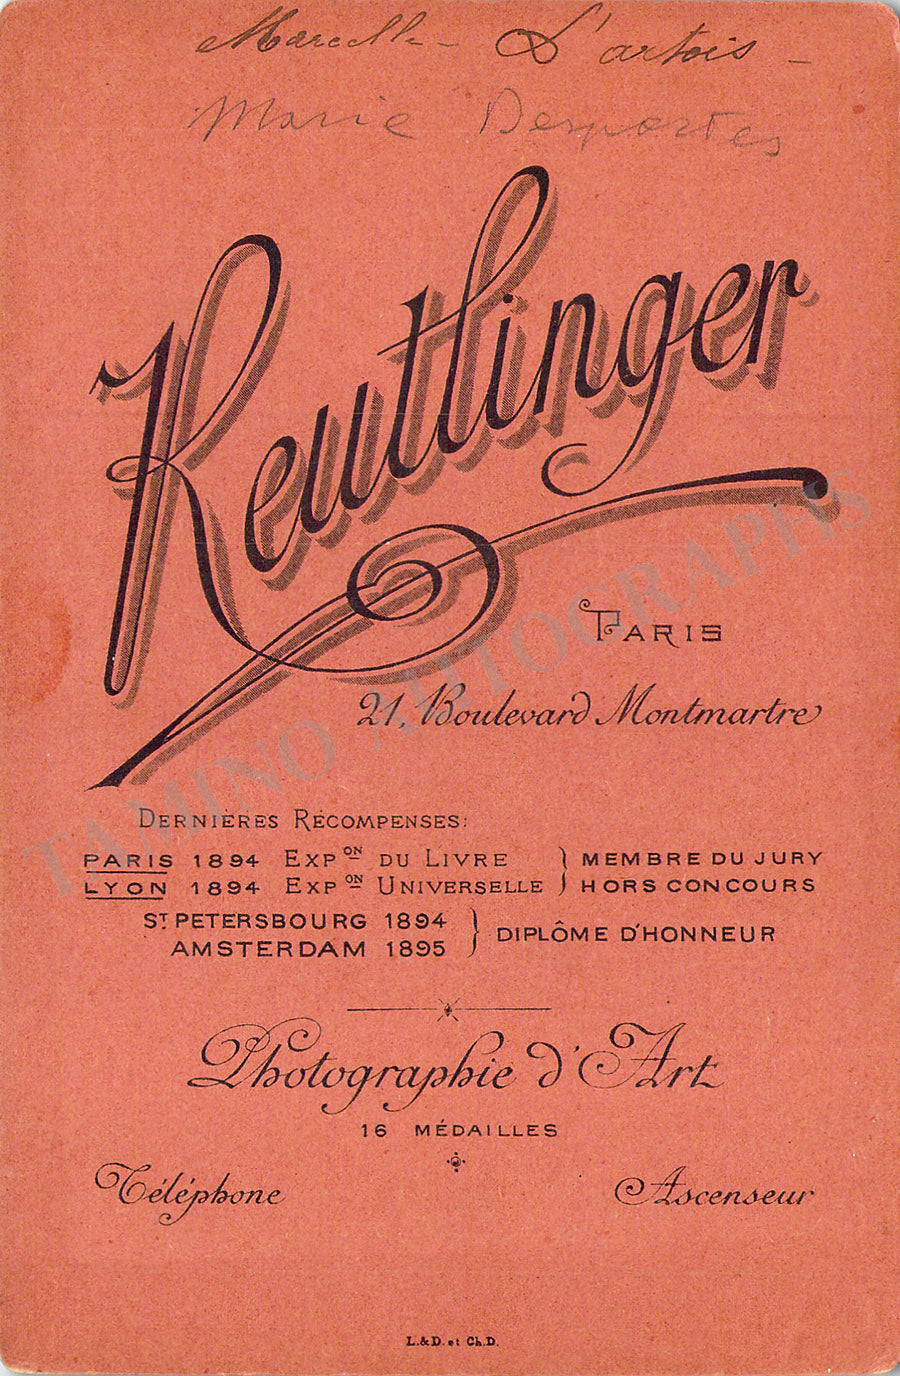 Marcelle - D'artois -
Marie Desportes
Reutlinger
PARIS
21, Boulevard Montmartre
DERNIÈRES RÉCOMPENSES:
PARIS 1894 EXPON DU LIVRE } MEMBRE DU JURY
LYON 1894 EXPON UNIVERSELLE } HORS CONCOURS
ST PETERSBOURG 1894 } DIPLÔME D'HONNEUR
AMSTERDAM 1895
Photographie d'Art
16 MÉDAILLES
Téléphone Ascenseur
L.&D. et Ch.D.
TAMINO AUTOGRAPHS